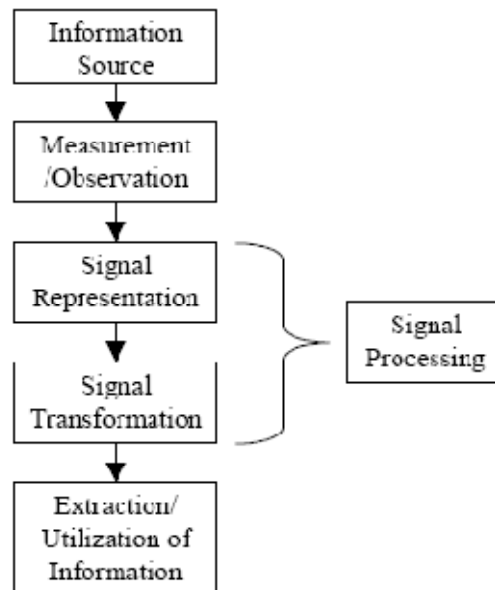 Information
Source
Measurement
/Observation
Signal
Representation
Signal
Transformation
Signal
Processing
Extraction/
Utilization of
Information